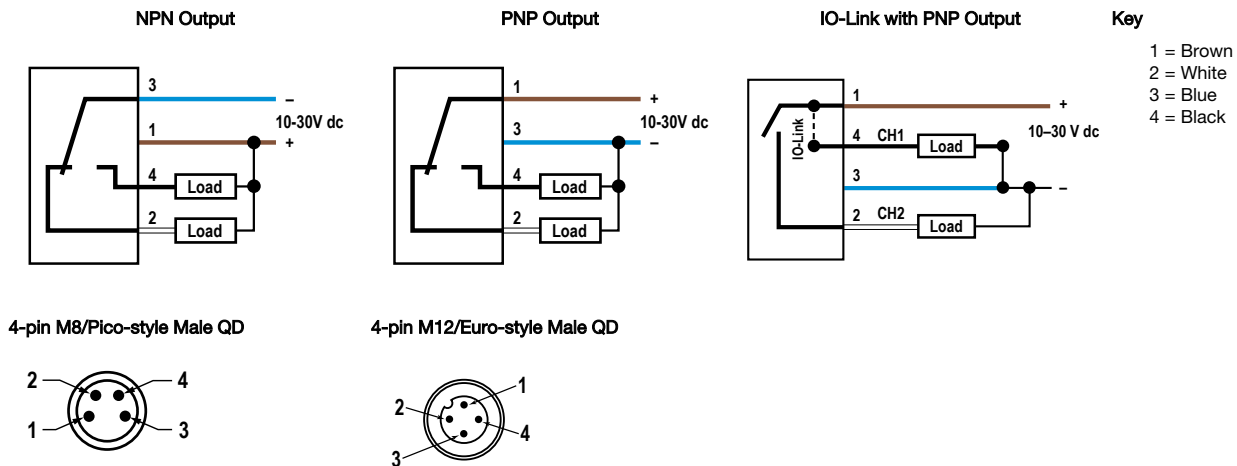 NPN Output
3
–
10-30V dc
1
+
4
Load
2
Load
PNP Output
1
+
10-30V dc
3
–
4
Load
2
Load
IO-Link with PNP Output
1
+
10–30 V dc
IO-Link
4
CH1
Load
3
–
2
CH2
Load
Key
1 = Brown
2 = White
3 = Blue
4 = Black
4-pin M8/Pico-style Male QD
2
4
1
3
4-pin M12/Euro-style Male QD
1
2
4
3